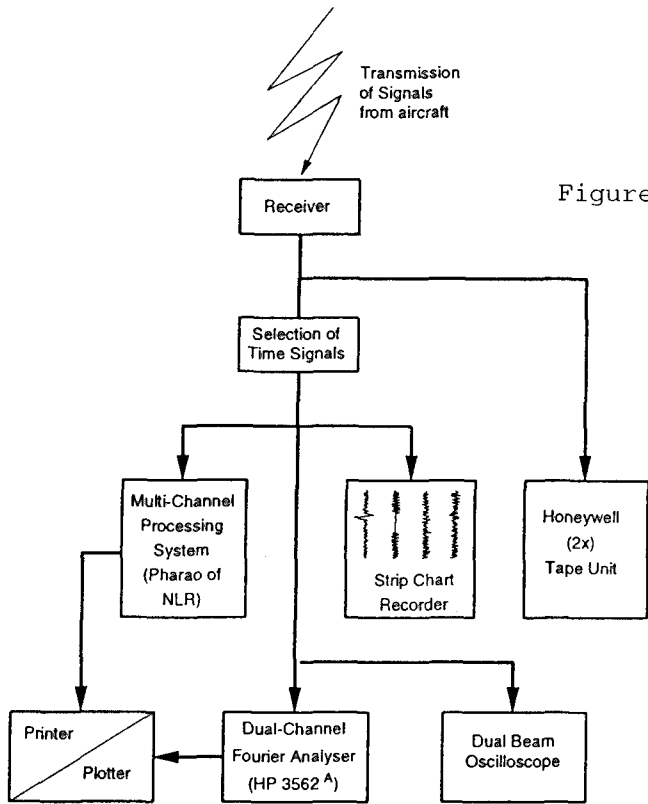 Transmission
of Signals
from aircraft
Receiver
Figure
Selection of
Time Signals
Multi-Channel
Processing
System
(Pharao of
NLR)
Strip Chart
Recorder
Honeywell
(2x)
Tape Unit
Printer
Plotter
Dual-Channel
Fourier Analyser
(HP 3562 A)
Dual Beam
Oscilloscope